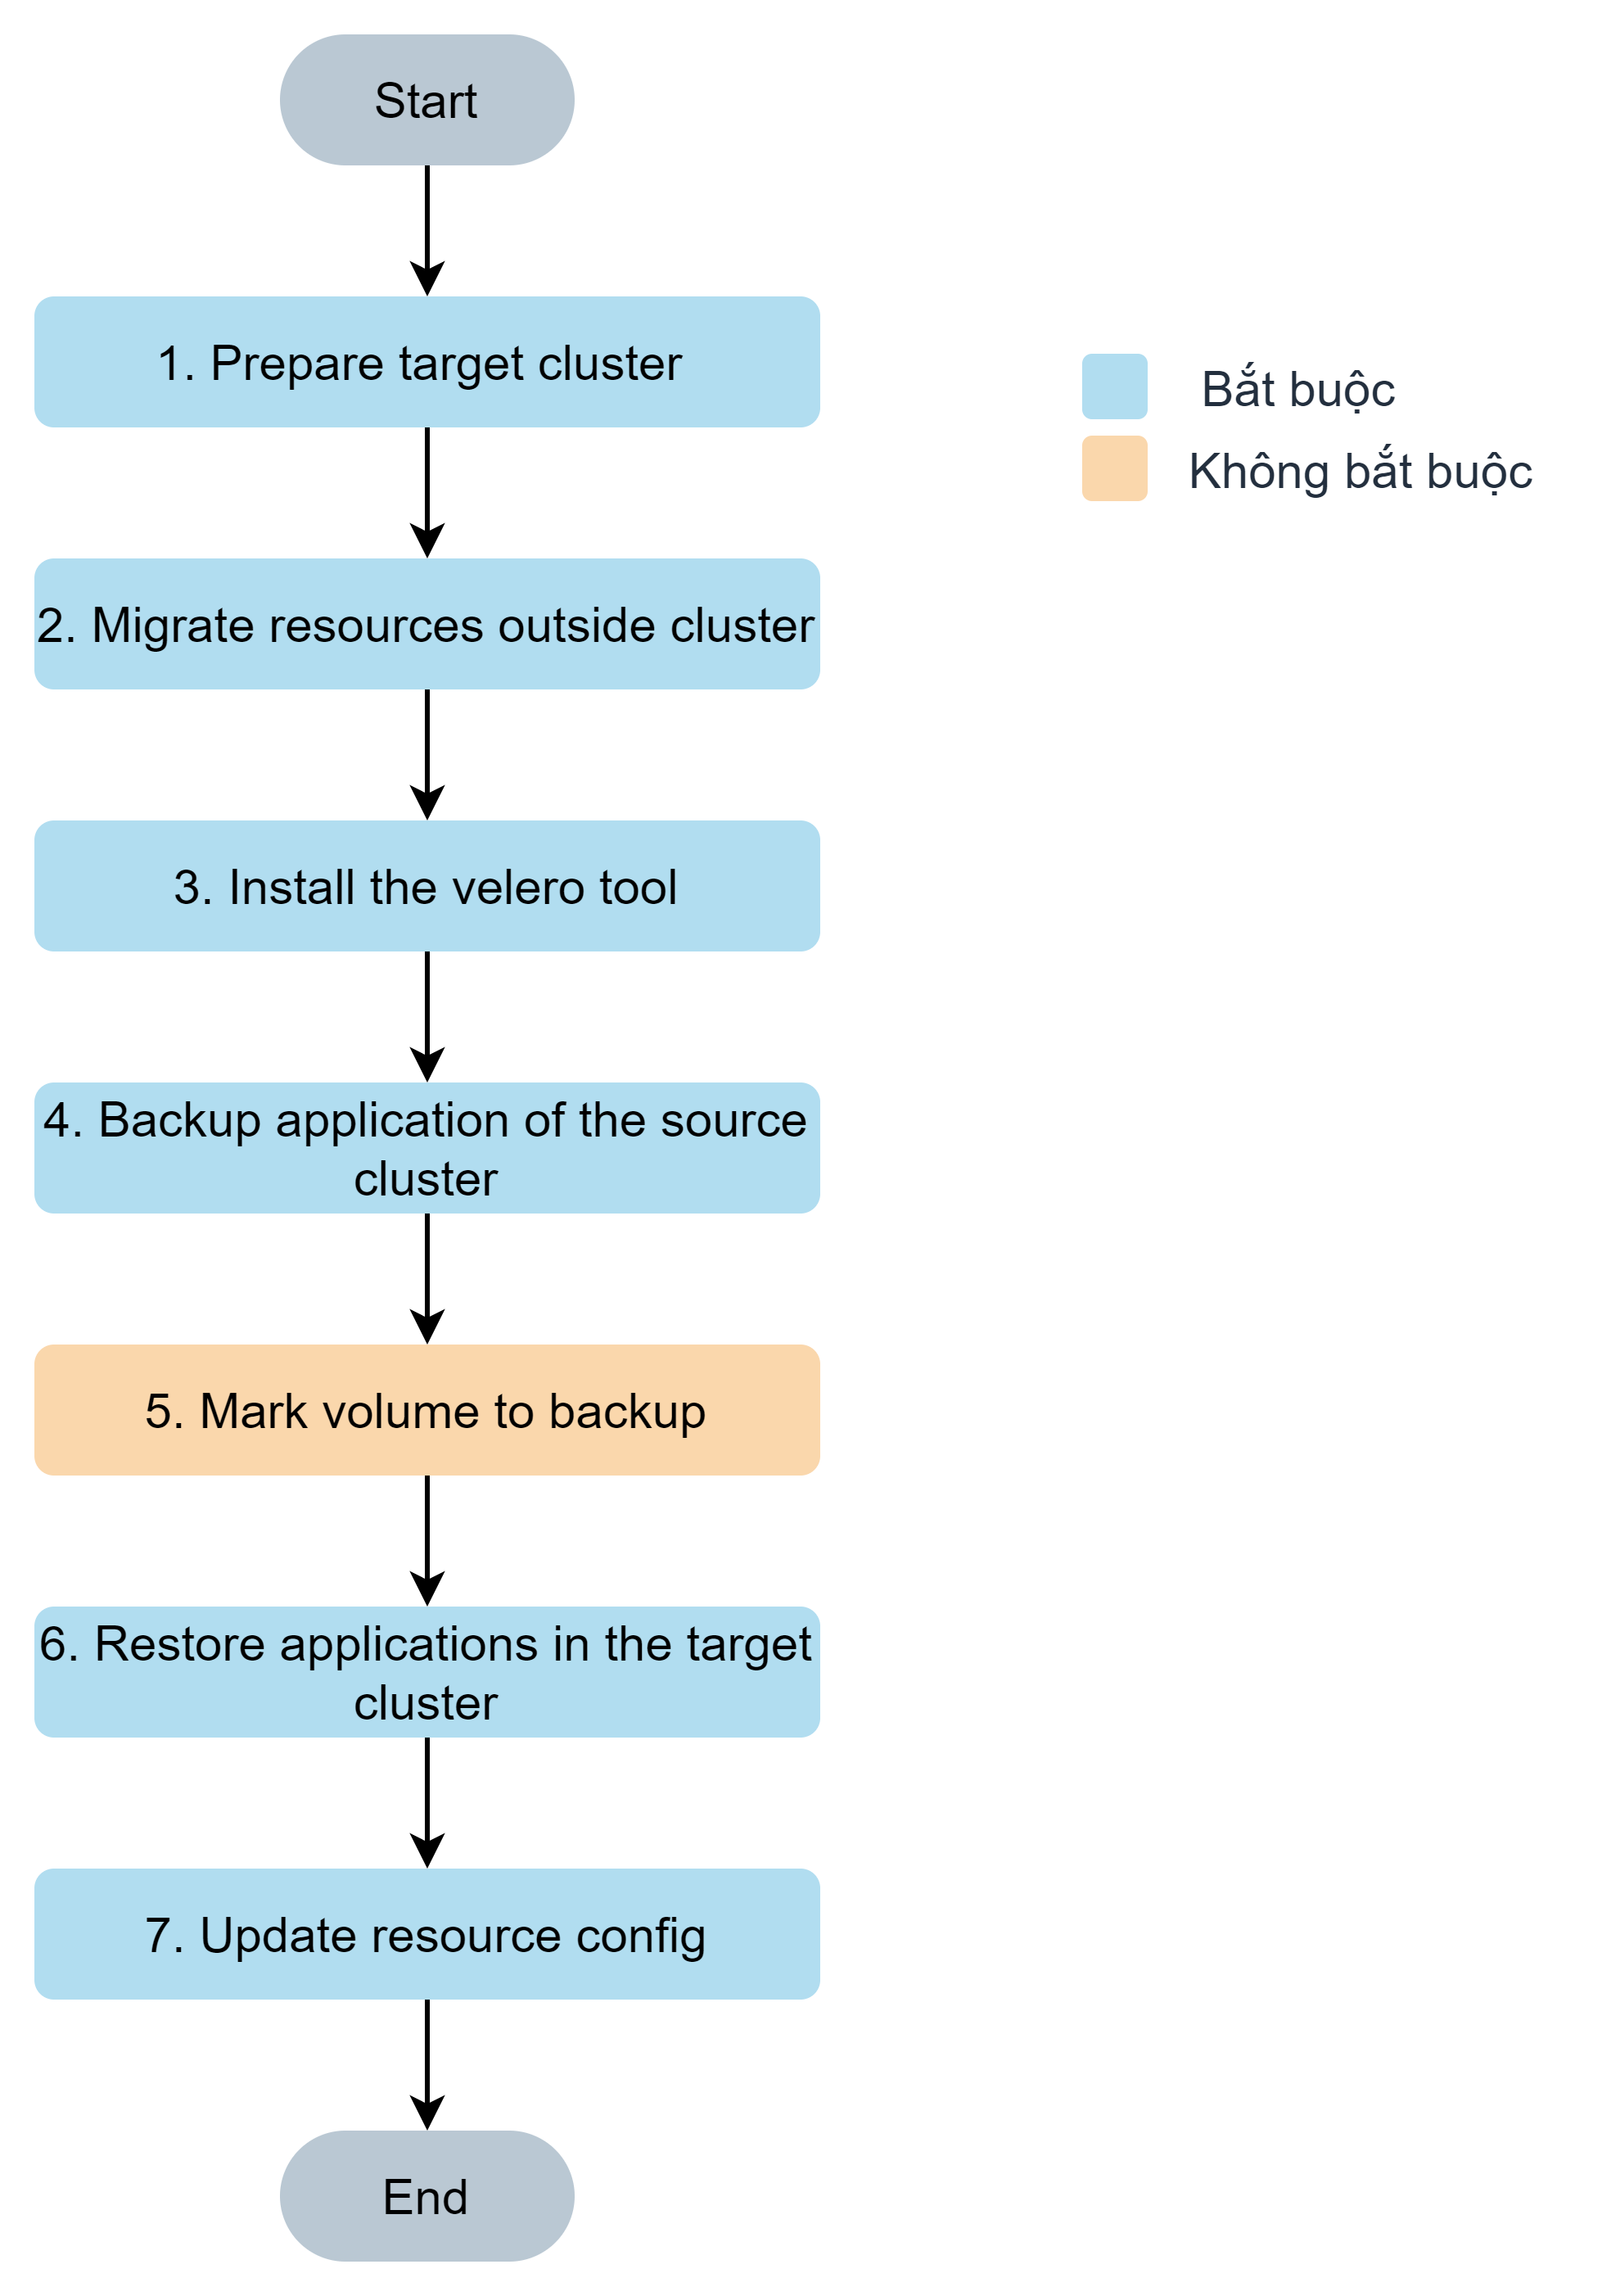 Start
1. Prepare target cluster
Bắt buộc
Không bắt buộc
2. Migrate resources outside cluster
3. Install the velero tool
4. Backup application of the source
cluster
5. Mark volume to backup
6. Restore applications in the target
cluster
7. Update resource config
End